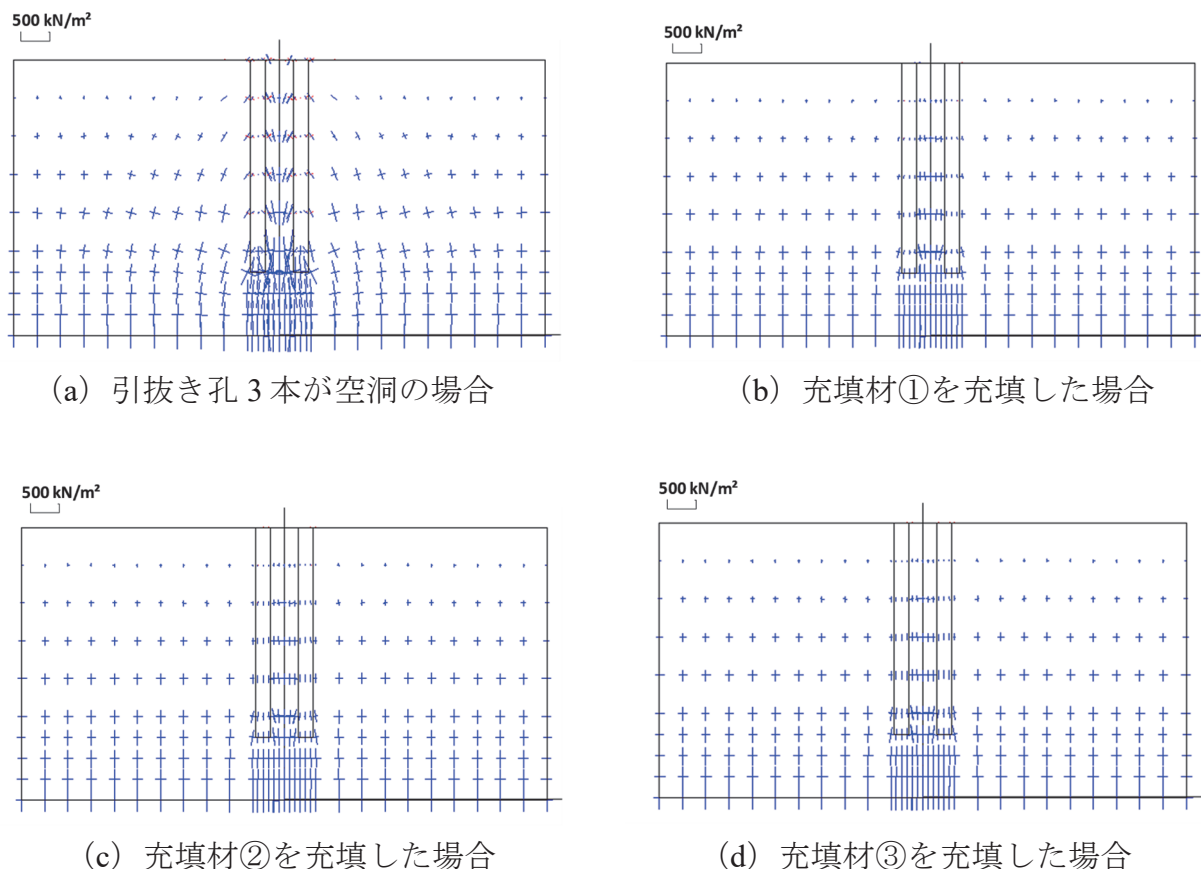 500 kN/m²
500 kN/m²
(a) 引抜き孔 3 本が空洞の場合
(b) 充填材①を充填した場合
500 kN/m²
500 kN/m²
(c) 充填材②を充填した場合
(d) 充填材③を充填した場合